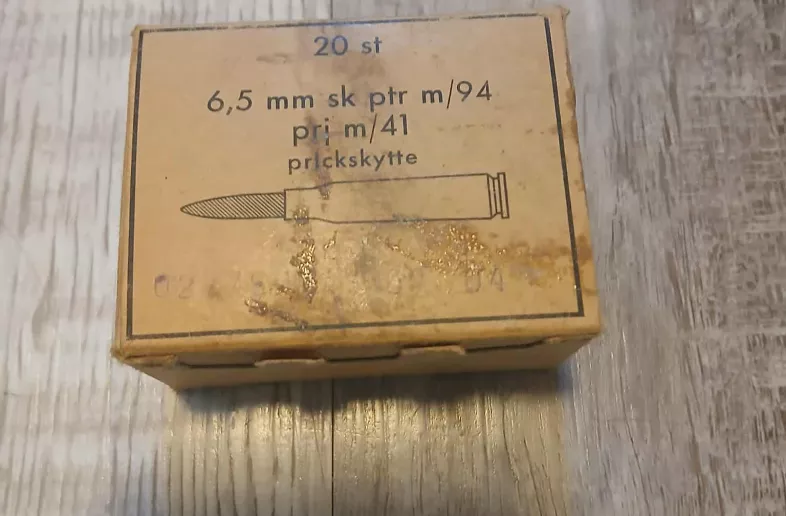 20 st
6,5 mm sk ptr m/94
prj m/41
prickskytte